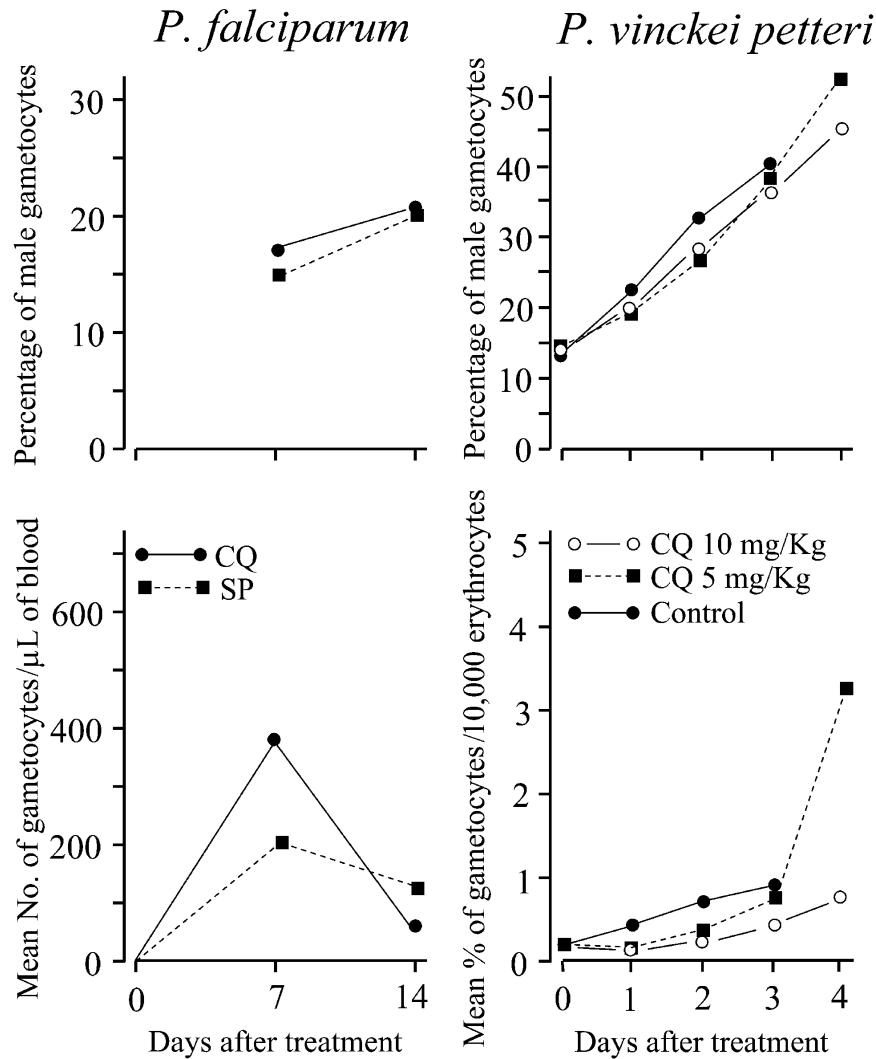 P. falciparum
Percentage of male gametocytes
30
20
10
0
P. vinckei petteri
Percentage of male gametocytes
50
40
30
20
10
0
Mean No. of gametocytes/µL of blood
CQ
SP
600
400
200
0
0 7 14
Days after treatment
Mean % of gametocytes/10,000 erythrocytes
CQ 10 mg/Kg
CQ 5 mg/Kg
Control
5
4
3
2
1
0
0 1 2 3 4
Days after treatment